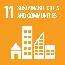 11 SUSTAINABLE CITIES
AND COMMUNITIES